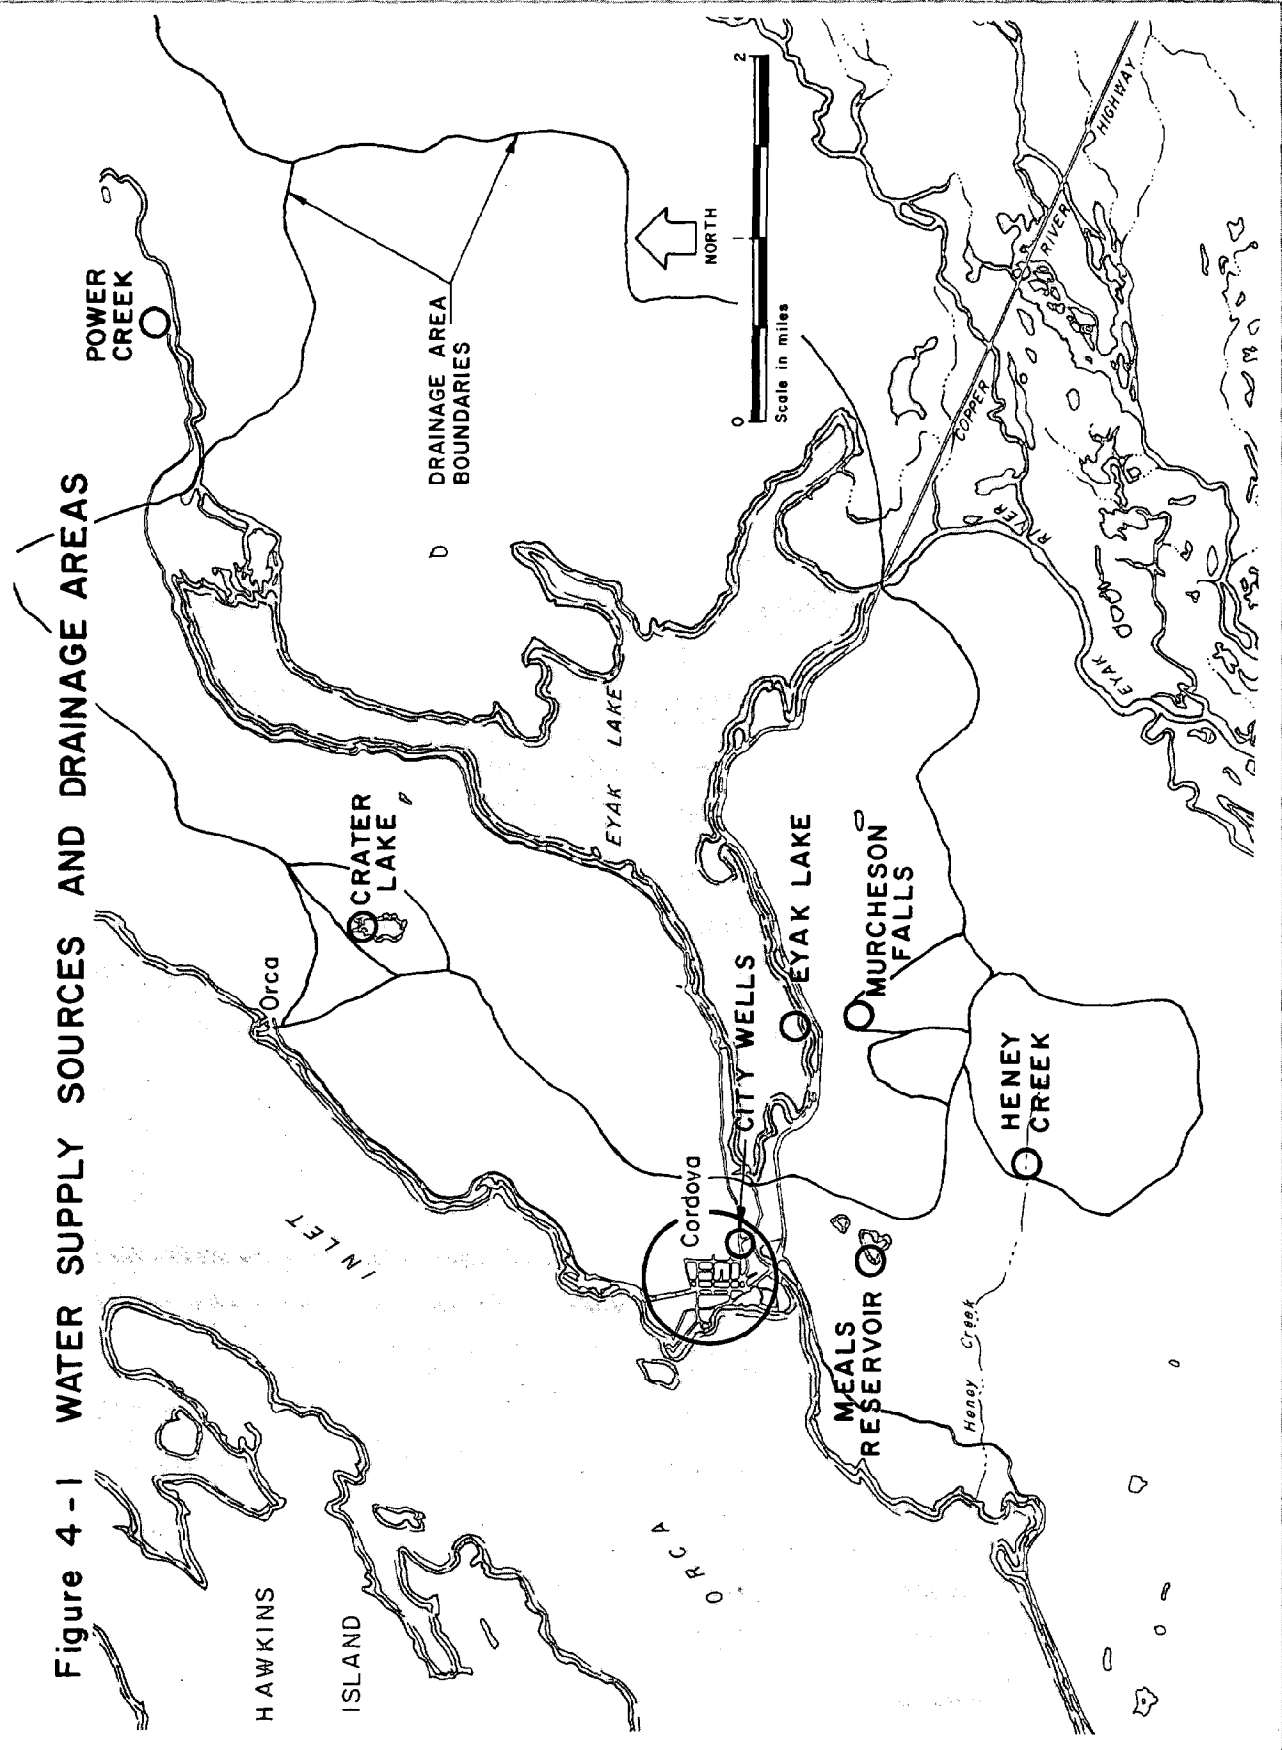 Figure 4-1 WATER SUPPLY SOURCES AND DRAINAGE AREAS
POWER
CREEK
DRAINAGE AREA
BOUNDARIES
NORTH
0
1
2
Scale in miles
CRATER
LAKE
Orca
EYAK LAKE
HAWKINS
ISLAND
ORCA
INLET
Cordova
CITY WELLS
EYAK LAKE
MURCHESON
FALLS
MEALS
RESERVOIR
HENEY
CREEK
Heney Creek
COPPER
RIVER
HIGHWAY
EYAK
RIVER